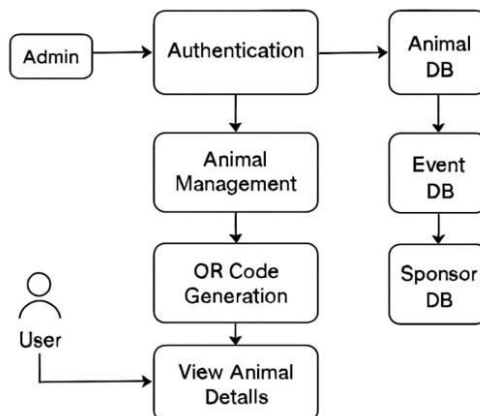 Admin
Authentication
Animal
DB
Animal
Management
Event
DB
OR Code
Generation
Sponsor
DB
User
View Animal
Detalls